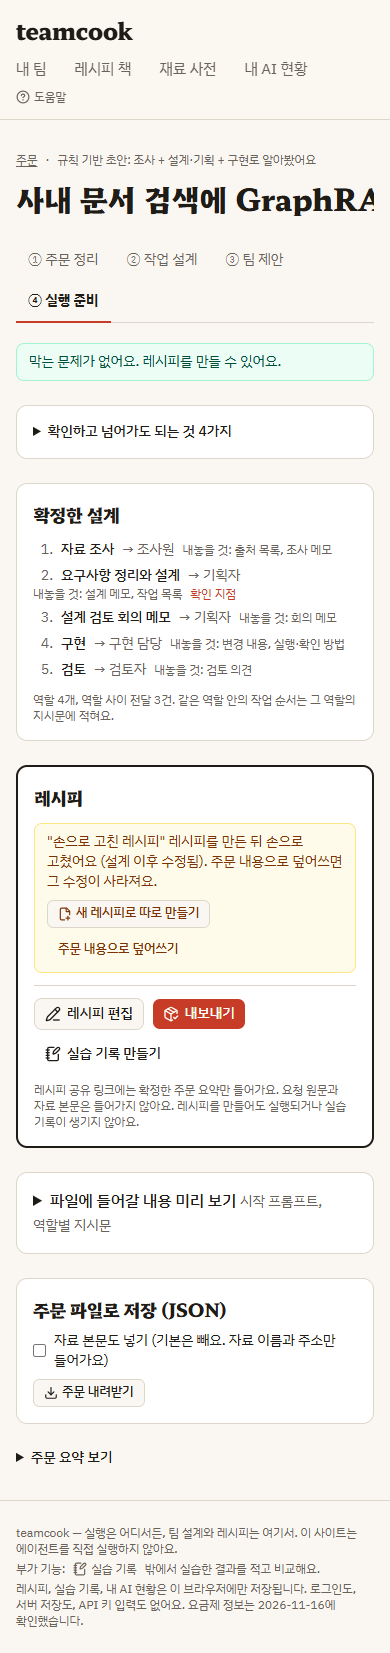 teamcook
내 팀 레시피 책 재료 사전 내 AI 현황
도움말
주문 · 규칙 기반 초안: 조사 + 설계·기획 + 구현로 알아봤어요
사내 문서 검색에 GraphRA
① 주문 정리 ② 작업 설계 ③ 팀 제안
④ 실행 준비
막는 문제가 없어요. 레시피를 만들 수 있어요.
▶ 확인하고 넘어가도 되는 것 4가지
확정한 설계
1. 자료 조사 → 조사원 내놓을 것: 출처 목록, 조사 메모
2. 요구사항 정리와 설계 → 기획자
내놓을 것: 설계 메모, 작업 목록 확인 지점
3. 설계 검토 회의 메모 → 기획자 내놓을 것: 회의 메모
4. 구현 → 구현 담당 내놓을 것: 변경 내용, 실행·확인 방법
5. 검토 → 검토자 내놓을 것: 검토 의견
역할 4개, 역할 사이 전달 3건. 같은 역할 안의 작업 순서는 그 역할의
지시문에 적혀요.
레시피
"손으로 고친 레시피" 레시피를 만든 뒤 손으로
고쳤어요 (설계 이후 수정됨). 주문 내용으로 덮어쓰면
그 수정이 사라져요.
새 레시피로 따로 만들기
주문 내용으로 덮어쓰기
레시피 편집 내보내기
실습 기록 만들기
레시피 공유 링크에는 확정한 주문 요약만 들어가요. 요청 원문과
자료 본문은 들어가지 않아요. 레시피를 만들어도 실행되거나 실습
기록이 생기지 않아요.
▶ 파일에 들어갈 내용 미리 보기 시작 프롬프트,
역할별 지시문
주문 파일로 저장 (JSON)
자료 본문도 넣기 (기본은 빼요. 자료 이름과 주소만
들어가요)
주문 내려받기
▶ 주문 요약 보기
teamcook — 실행은 어디서든, 팀 설계와 레시피는 여기서. 이 사이트는
에이전트를 직접 실행하지 않아요.
부가 기능: 실습 기록 밖에서 실습한 결과를 적고 비교해요.
레시피, 실습 기록, 내 AI 현황은 이 브라우저에만 저장됩니다. 로그인도,
서버 저장도, API 키 입력도 없어요. 요금제 정보는 2026-11-16에
확인했습니다.